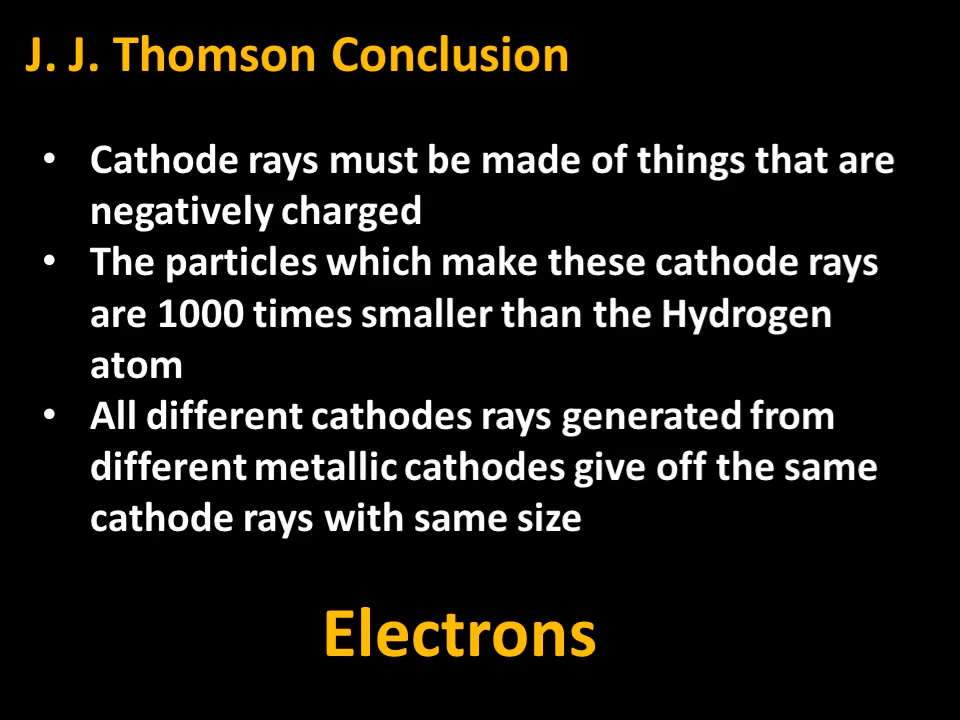 J. J. Thomson Conclusion
• Cathode rays must be made of things that are
negatively charged
• The particles which make these cathode rays
are 1000 times smaller than the Hydrogen
atom
• All different cathodes rays generated from
different metallic cathodes give off the same
cathode rays with same size
Electrons